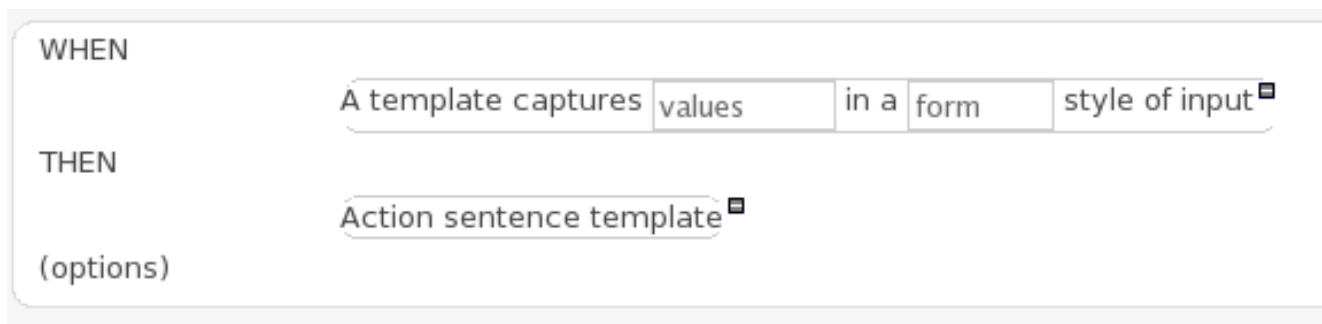 WHEN
A template captures values in a form style of input
THEN
Action sentence template
(options)